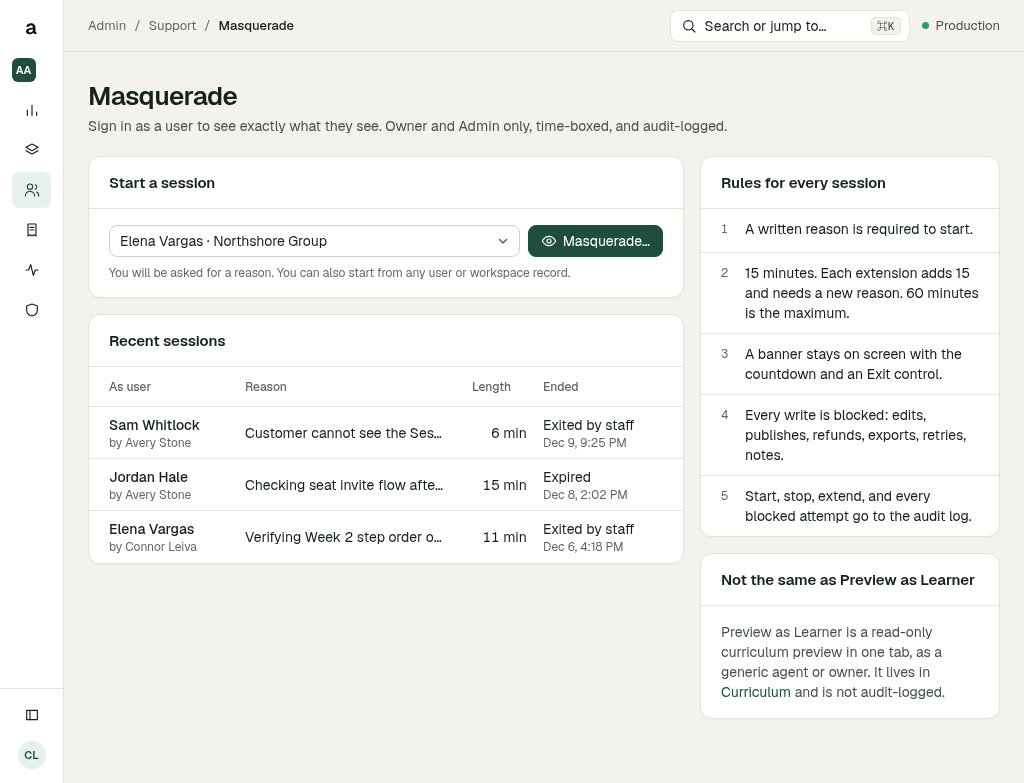 a
Admin / Support / Masquerade
Search or jump to…
⌘K
Production
AA
Masquerade
Sign in as a user to see exactly what they see. Owner and Admin only, time-boxed, and audit-logged.
Start a session
Elena Vargas · Northshore Group
Masquerade…
You will be asked for a reason. You can also start from any user or workspace record.
Recent sessions
As user Reason Length Ended
Sam Whitlock
by Avery Stone
Customer cannot see the Ses…
6 min
Exited by staff
Dec 9, 9:25 PM
Jordan Hale
by Avery Stone
Checking seat invite flow afte…
15 min
Expired
Dec 8, 2:02 PM
Elena Vargas
by Connor Leiva
Verifying Week 2 step order o…
11 min
Exited by staff
Dec 6, 4:18 PM
Rules for every session
1 A written reason is required to start.
2 15 minutes. Each extension adds 15
and needs a new reason. 60 minutes
is the maximum.
3 A banner stays on screen with the
countdown and an Exit control.
4 Every write is blocked: edits,
publishes, refunds, exports, retries,
notes.
5 Start, stop, extend, and every
blocked attempt go to the audit log.
Not the same as Preview as Learner
Preview as Learner is a read-only
curriculum preview in one tab, as a
generic agent or owner. It lives in
Curriculum and is not audit-logged.
CL